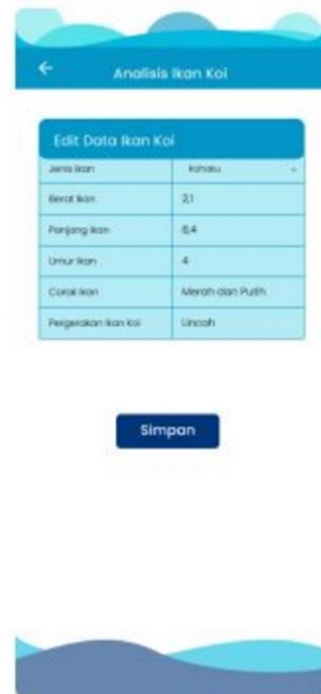 Analisis Ikan Koi
Edit Data Ikan Koi
Jenis Ikan Kohaku
Berat Ikan 2,1
Panjang Ikan 6,4
Umur Ikan 4
Corak Ikan Merah dan Putih
Pergerakan Ikan Koi Lincah
Simpan